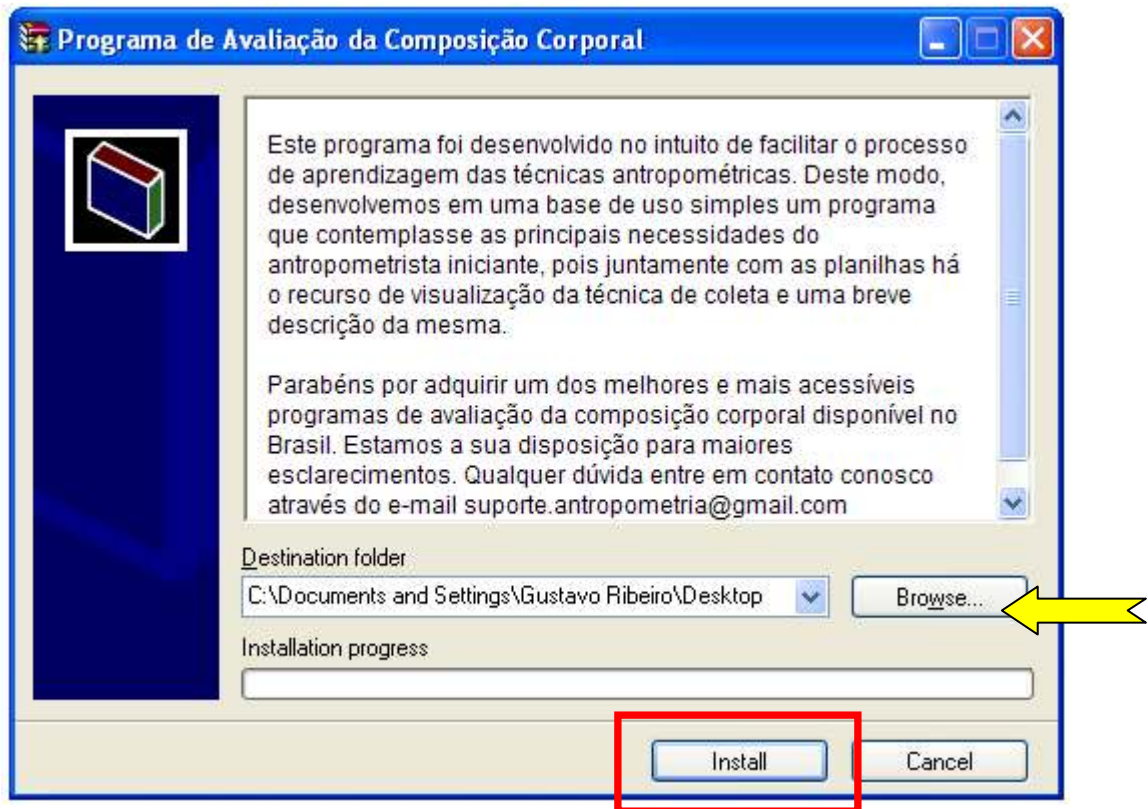 Programa de Avaliação da Composição Corporal
Este programa foi desenvolvido no intuito de facilitar o processo
de aprendizagem das técnicas antropométricas. Deste modo,
desenvolvemos em uma base de uso simples um programa
que contemplasse as principais necessidades do
antropometrista iniciante, pois juntamente com as planilhas há
o recurso de visualização da técnica de coleta e uma breve
descrição da mesma.
Parabéns por adquirir um dos melhores e mais acessíveis
programas de avaliação da composição corporal disponível no
Brasil. Estamos a sua disposição para maiores
esclarecimentos. Qualquer dúvida entre em contato conosco
através do e-mail suporte.antropometria@gmail.com
Destination folder
C:\Documents and Settings\Gustavo Ribeiro\Desktop
Browse...
Installation progress
Install
Cancel